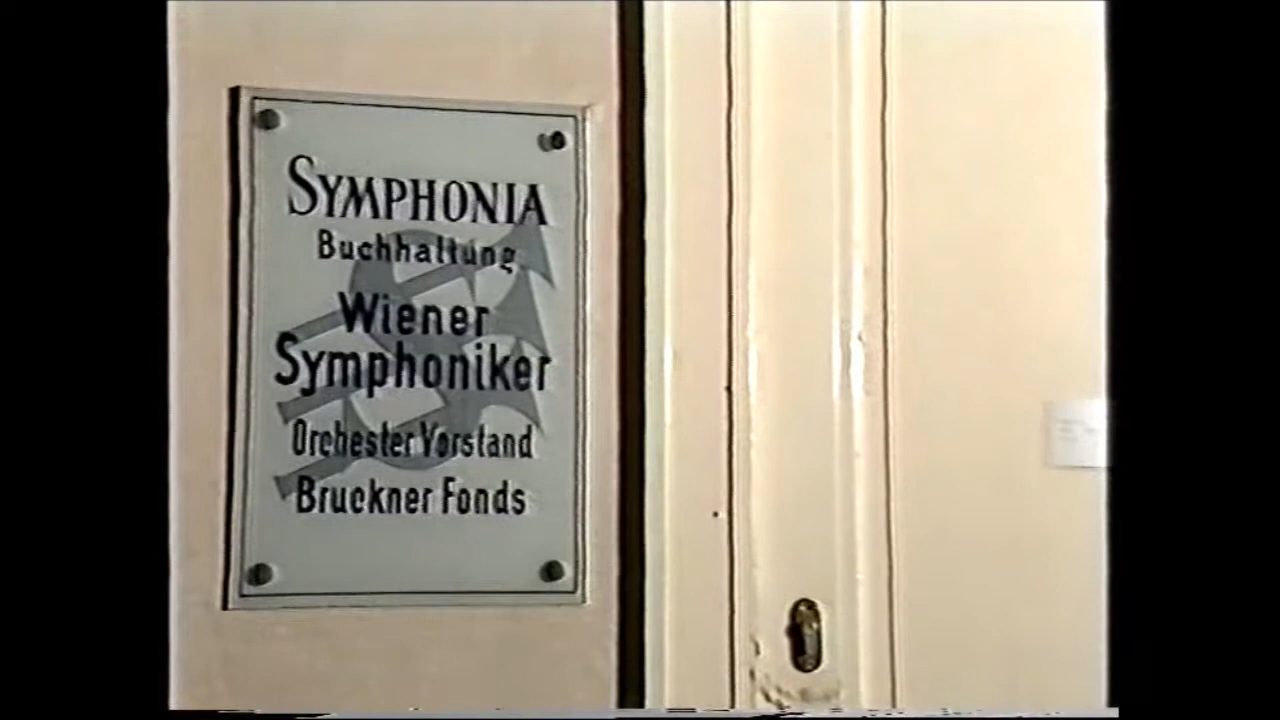 SYMPHONIA
Buchhaltung
Wiener
Symphoniker
Orchester Vorstand
Bruckner Fonds